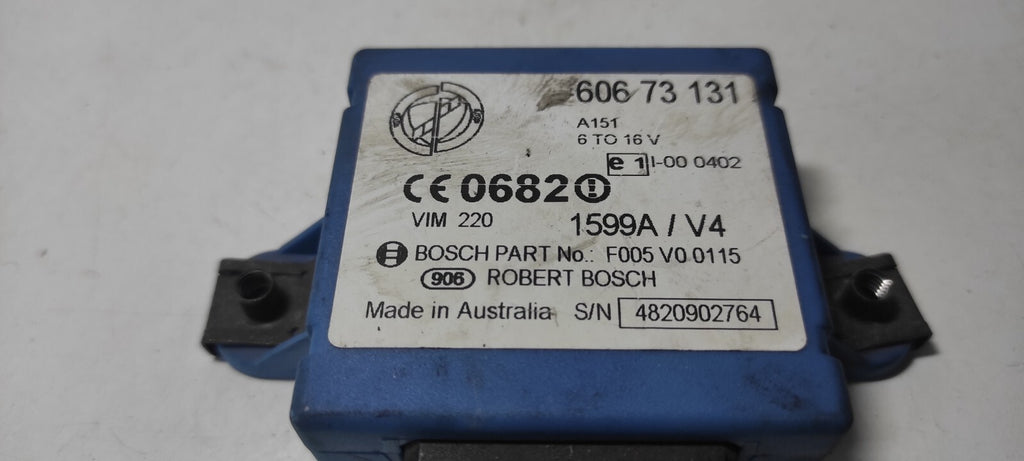 606 73 131
A151
6 TO 16 V
e 1 I-00 0402
CE 0682
VIM 220 1599A / V4
BOSCH PART No.: F005 V0 0115
906 ROBERT BOSCH
Made in Australia S/N 4820902764